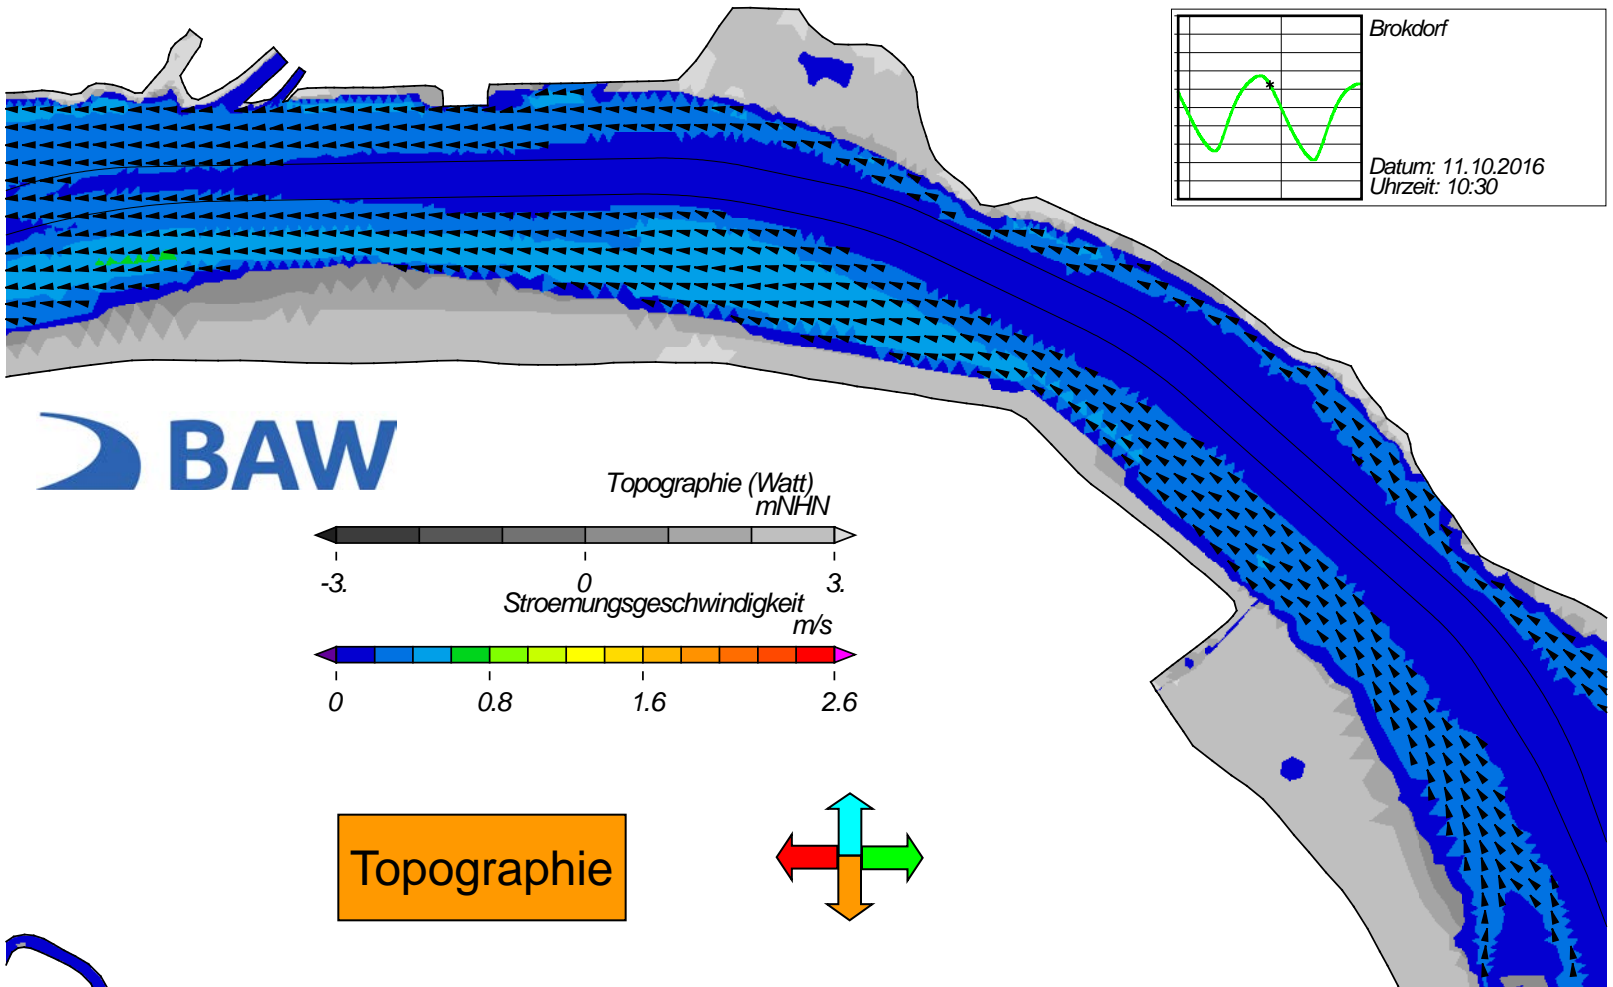 Brokdorf
Datum: 11.10.2016
Uhrzeit: 10:30
BAW
Topographie (Watt)
mNHN
-3. 0 3.
Stroemungsgeschwindigkeit
m/s
0 0.8 1.6 2.6
Topographie